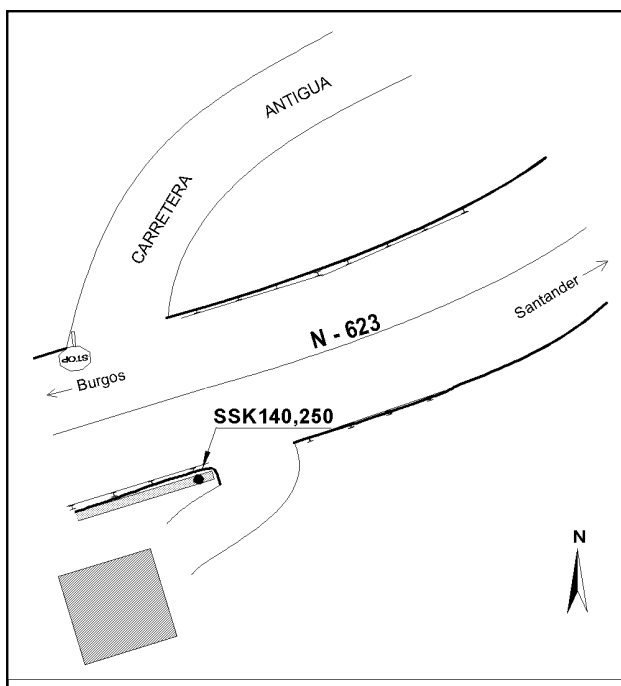 ANTIGUA
CARRETERA
Santander
N - 623
STOP
Burgos
SSK140,250
N